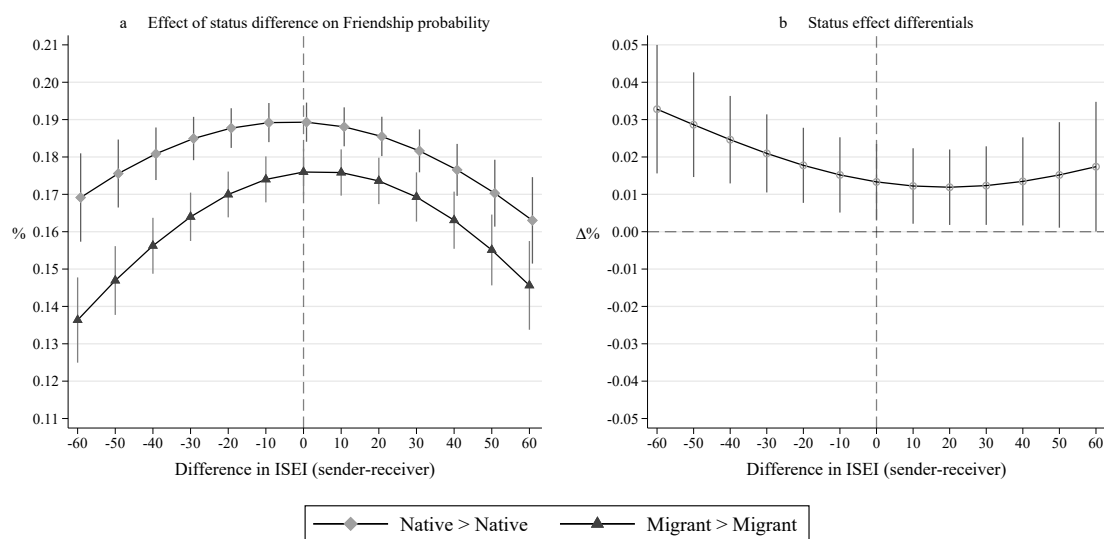 a Effect of status difference on Friendship probability
0.21
0.20
0.19
0.18
0.17
%
0.16
0.15
0.14
0.13
0.12
0.11
-60 -50 -40 -30 -20 -10 0 10 20 30 40 50 60
Difference in ISEI (sender-receiver)
b Status effect differentials
0.05
0.04
0.03
0.02
0.01
Δ% 0.00
-0.01
-0.02
-0.03
-0.04
-0.05
-60 -50 -40 -30 -20 -10 0 10 20 30 40 50 60
Difference in ISEI (sender-receiver)
Native > Native Migrant > Migrant